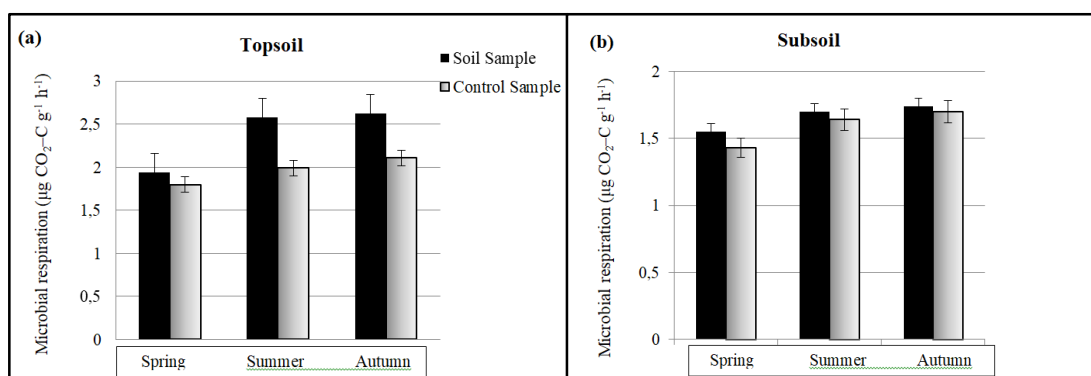 (a)
Topsoil
Soil Sample
Control Sample
Microbial respiration (µg CO₂–C g⁻¹ h⁻¹)
3
2,5
2
1,5
1
0,5
0
Spring Summer Autumn
(b)
Subsoil
Microbial respiration (µg CO₂–C g⁻¹ h⁻¹)
2
1,5
1
0,5
0
Spring Summer Autumn